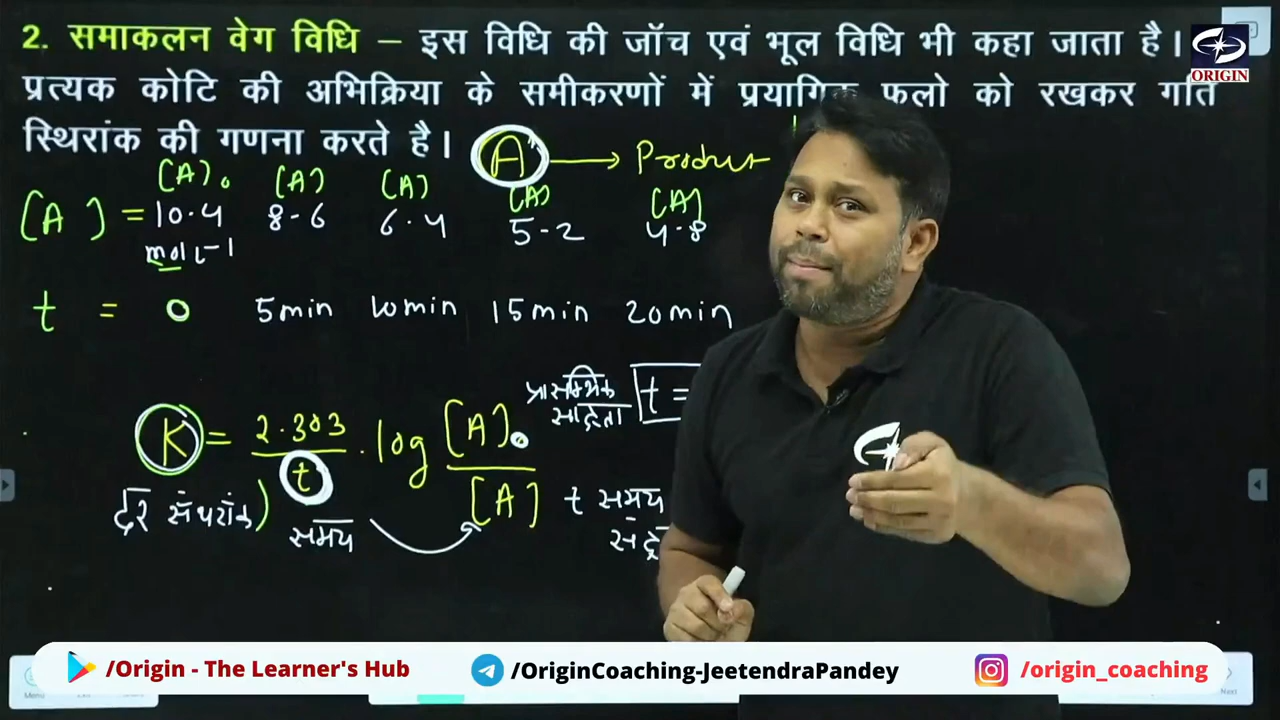 2. समाकलन वेग विधि – इस विधि की जॉच एवं भूल विधि भी कहा जाता है।
ORIGIN
प्रत्यक कोटि की अभिक्रिया के समीकरणों में प्रयागिक फलो को रखकर गति
स्थिरांक की गणना करते है।
A → Product
[A]₀ [A] [A] [A] [A]
[A] = 10.4 8-6 6.4 5-2 4-8
mol L-1
t = 0 5min 10min 15min 20min
प्रारम्भिक
सांद्रता
t =
K = 2.303 / t . log [A]₀ / [A]
दर
समय
t समय
/Origin - The Learner's Hub
/OriginCoaching-JeetendraPandey
/origin_coaching
Next